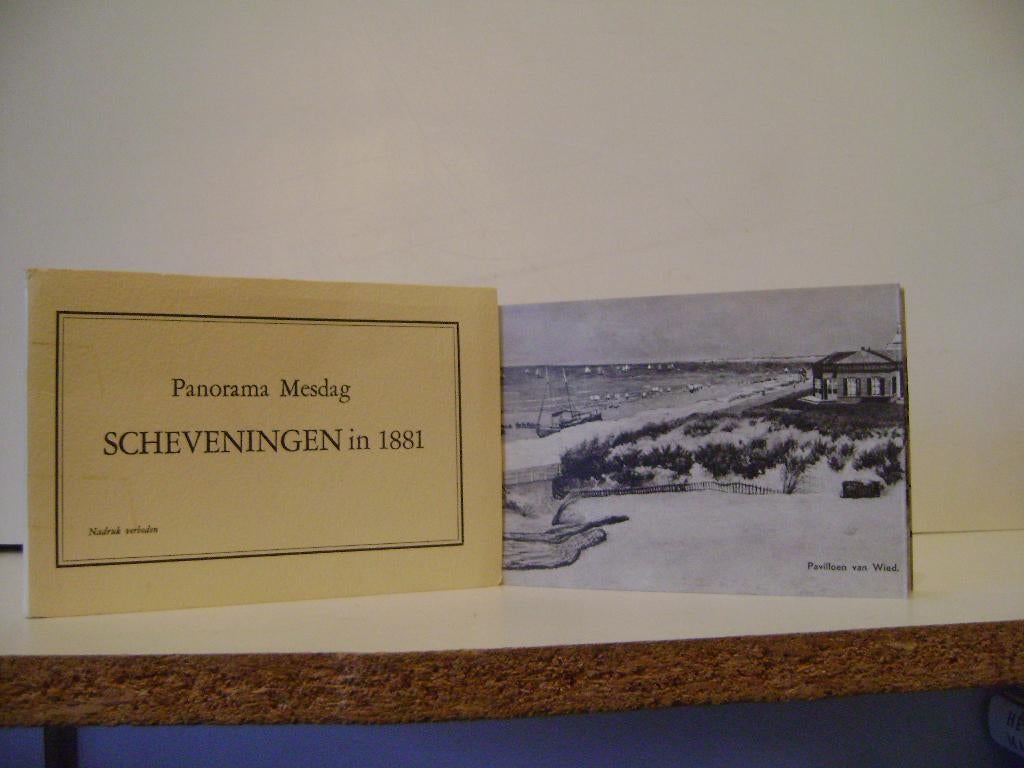 Panorama Mesdag
SCHEVENINGEN in 1881
Nadruk verboden
Pavilloen van Wied.